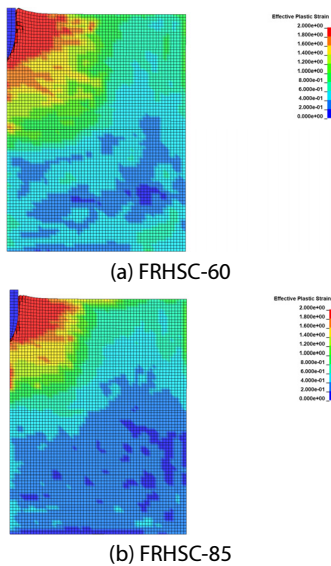 Effective Plastic Strain
2.000e+00
1.800e+00
1.600e+00
1.400e+00
1.200e+00
1.000e+00
8.000e-01
6.000e-01
4.000e-01
2.000e-01
0.000e+00
(a) FRHSC-60
Effective Plastic Strain
2.000e+00
1.800e+00
1.600e+00
1.400e+00
1.200e+00
1.000e+00
8.000e-01
6.000e-01
4.000e-01
2.000e-01
0.000e+00
(b) FRHSC-85